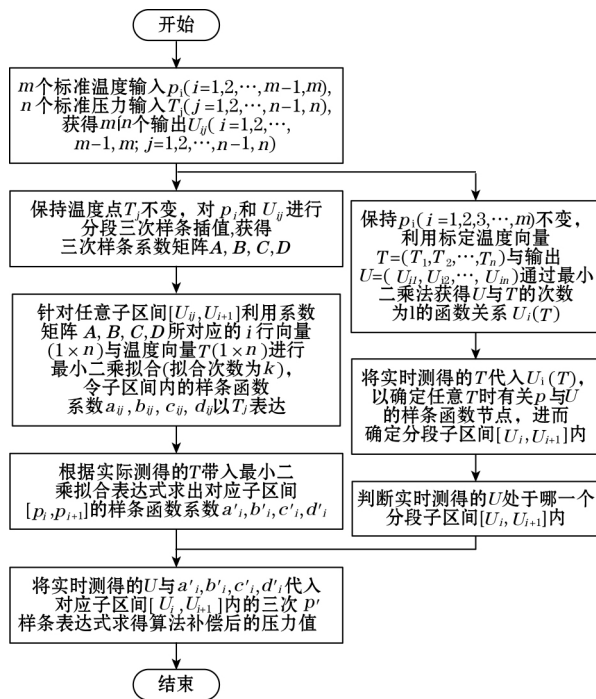 开始
m个标准温度输入p_i(i=1,2,…,m−1,m),
n个标准压力输入T_j(j=1,2,…,n−1,n),
获得m⌈n个输出U_ij(i=1,2,…,
m−1,m; j=1,2,…,n−1,n)
保持温度点T_j不变，对p_i和U_ij进行
分段三次样条插值,获得
三次样条系数矩阵A,B,C,D
针对任意子区间[U_ij,U_i+1]利用系数
矩阵A,B,C,D所对应的i行向量
(1×n)与温度向量T(1×n)进行
最小二乘拟合(拟合次数为k),
令子区间内的样条函数
系数a_ij,b_ij,c_ij,d_ij以T_j表达
根据实际测得的T带入最小二
乘拟合表达式求出对应子区间
[p_i,p_i+1]的样条函数系数a'_i,b'_i,c'_i,d'_i
保持p_i(i=1,2,3,…,m)不变，
利用标定温度向量
T=(T_1,T_2,…,T_n)与输出
U=(U_i1,U_i2,…,U_in)通过最小
二乘法获得U与T的次数
为l的函数关系U_i(T)
将实时测得的T代入U_i(T),
以确定任意T时有关p与U
的样条函数节点，进而
确定分段子区间[U_i,U_i+1]内
判断实时测得的U处于哪一个
分段子区间[U_i,U_i+1]内
将实时测得的U与a'_i,b'_i,c'_i,d'_i代入
对应子区间[U_i,U_i+1]内的三次p'
样条表达式求得算法补偿后的压力值
结束